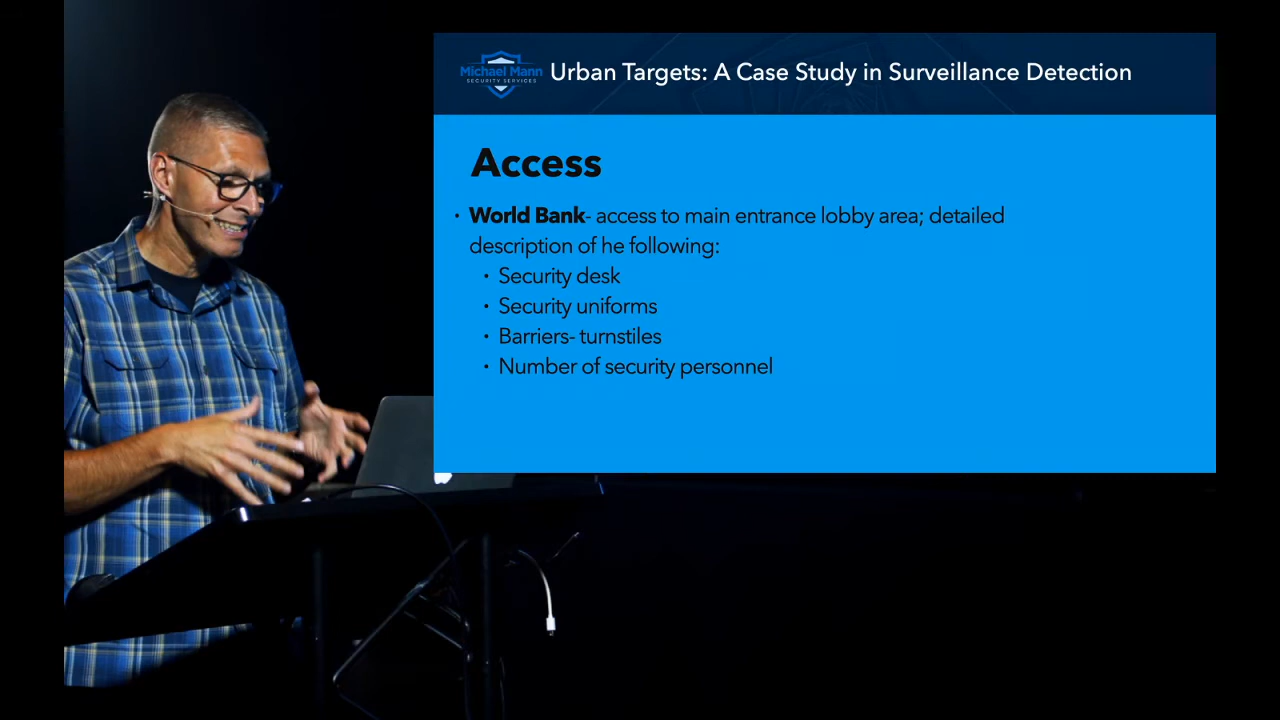 Michael Mann
SECURITY SERVICES
Urban Targets: A Case Study in Surveillance Detection
Access
· World Bank- access to main entrance lobby area; detailed
description of he following:
· Security desk
· Security uniforms
· Barriers- turnstiles
· Number of security personnel